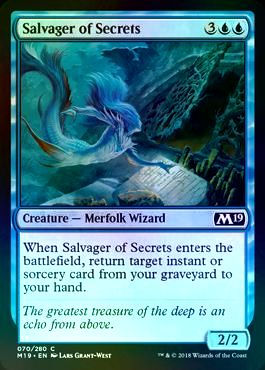 Salvager of Secrets 3
Creature — Merfolk Wizard M19
When Salvager of Secrets enters the
battlefield, return target instant or
sorcery card from your graveyard to
your hand.
The greatest treasure of the deep is an
echo from above.
2/2
070/280 C
M19 • EN Lars Grant-West ™ & © 2018 Wizards of the Coast